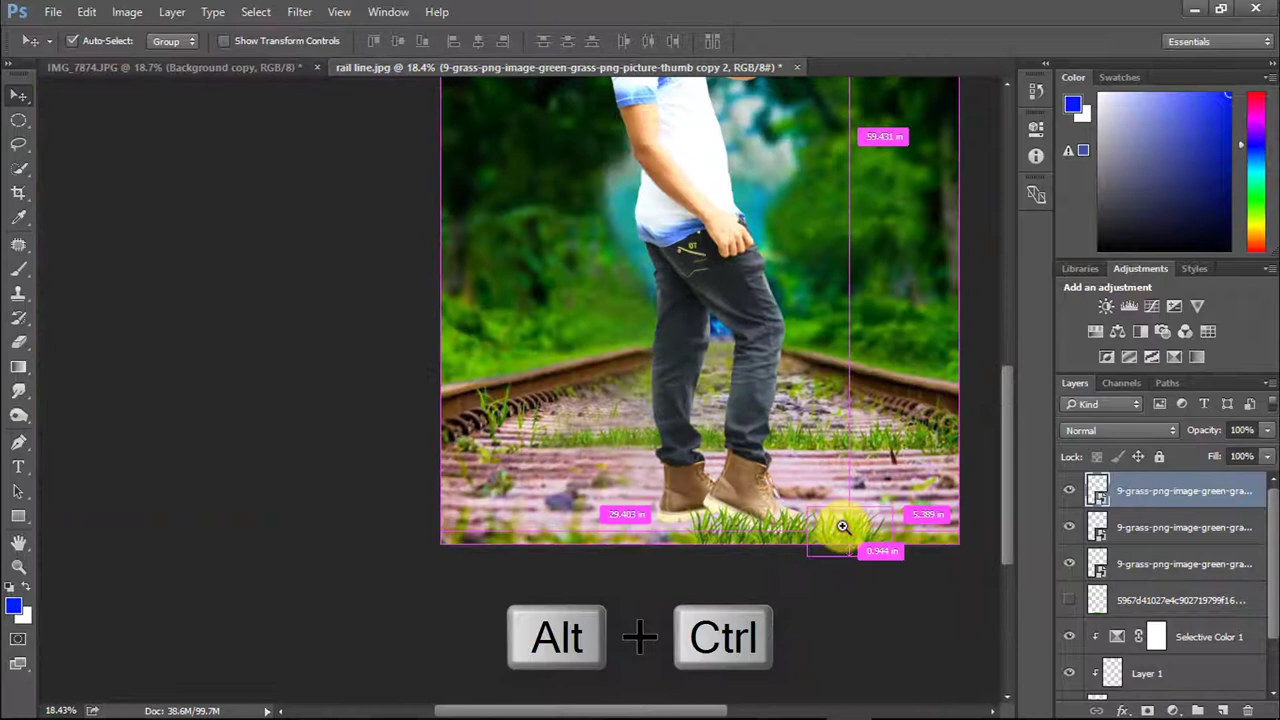 Ps File Edit Image Layer Type Select Filter View Window Help
Auto-Select: Group Show Transform Controls Essentials
IMG_7874.JPG @ 18.7% (Background copy, RGB/8) * × rail line.jpg @ 18.4% (9-grass-png-image-green-grass-png-picture-thumb copy 2, RGB/8#) * ×
Color Swatches
59.431 in
07
Libraries Adjustments Styles
Add an adjustment
Layers Channels Paths
Kind
Normal Opacity: 100%
Lock: Fill: 100%
9-grass-png-image-green-gra...
29.403 in 5.389 in
9-grass-png-image-green-gra...
0.944 in
9-grass-png-image-green-gra...
5967d41027e4c902719799f16...
Alt + Ctrl
Selective Color 1
Layer 1
18.43% Doc: 38.6M/99.7M